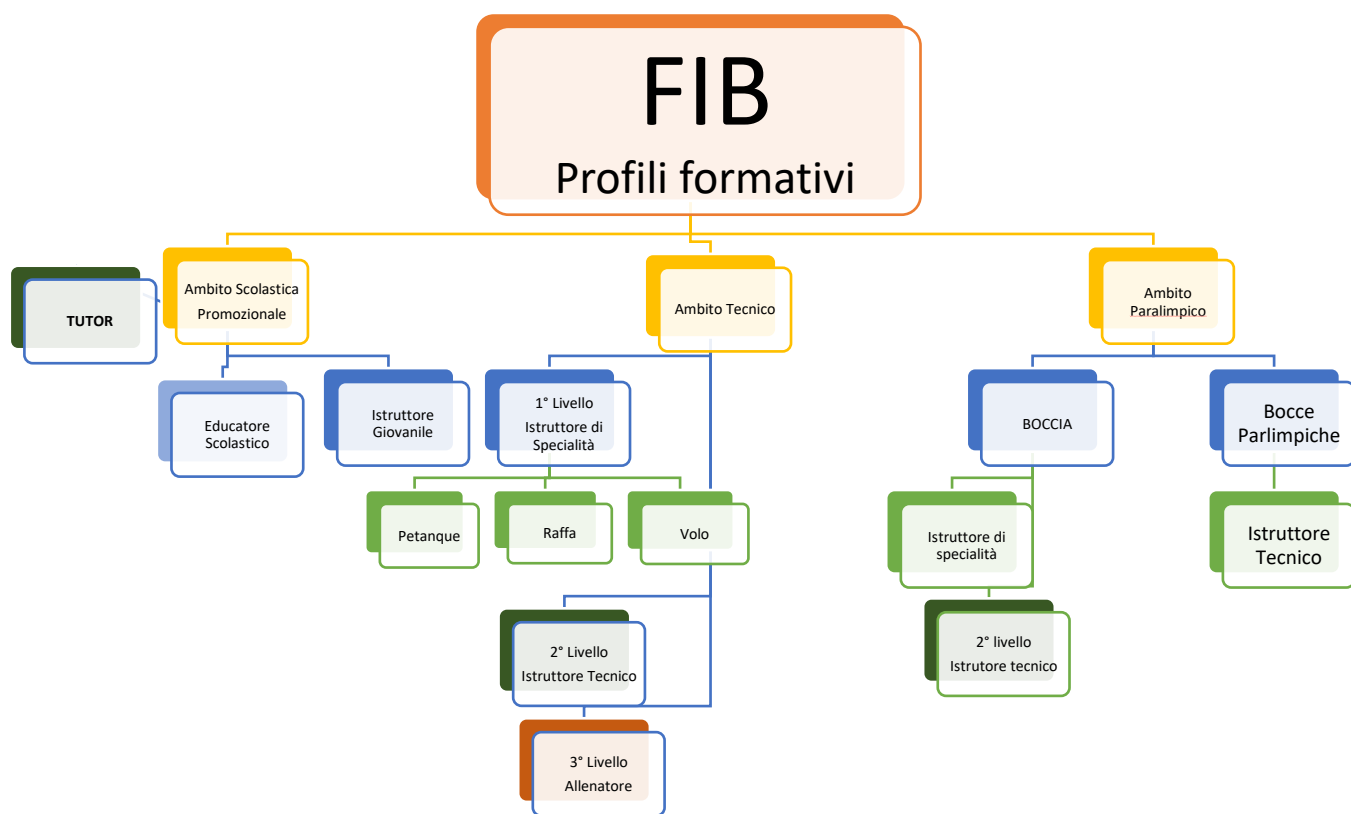 FIB
Profili formativi
TUTOR
Ambito Scolastica
Promozionale
Ambito Tecnico
Ambito
Paralimpico
Educatore
Scolastico
Istruttore
Giovanile
1° Livello
Istruttore di
Specialità
BOCCIA
Bocce
Parlimpiche
Petanque
Raffa
Volo
Istruttore di
specialità
Istruttore
Tecnico
2° Livello
Istruttore Tecnico
2° livello
Istrutore tecnico
3° Livello
Allenatore